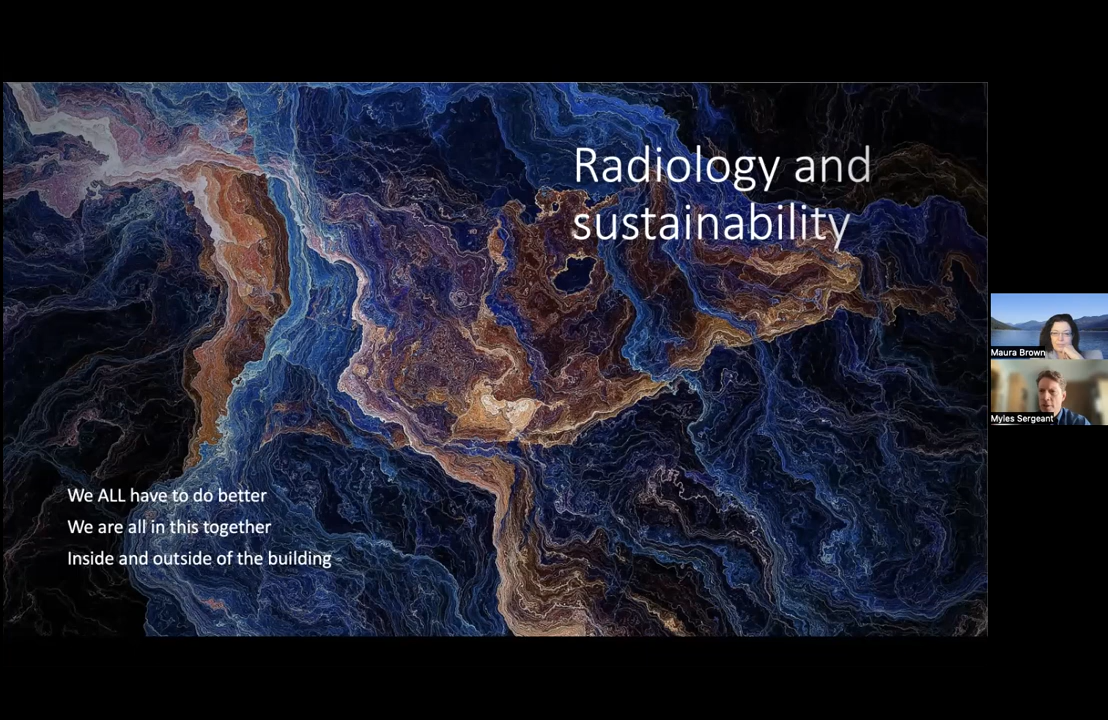 Radiology and
sustainability
We ALL have to do better
We are all in this together
Inside and outside of the building
Maura Brown
Myles Sergeant